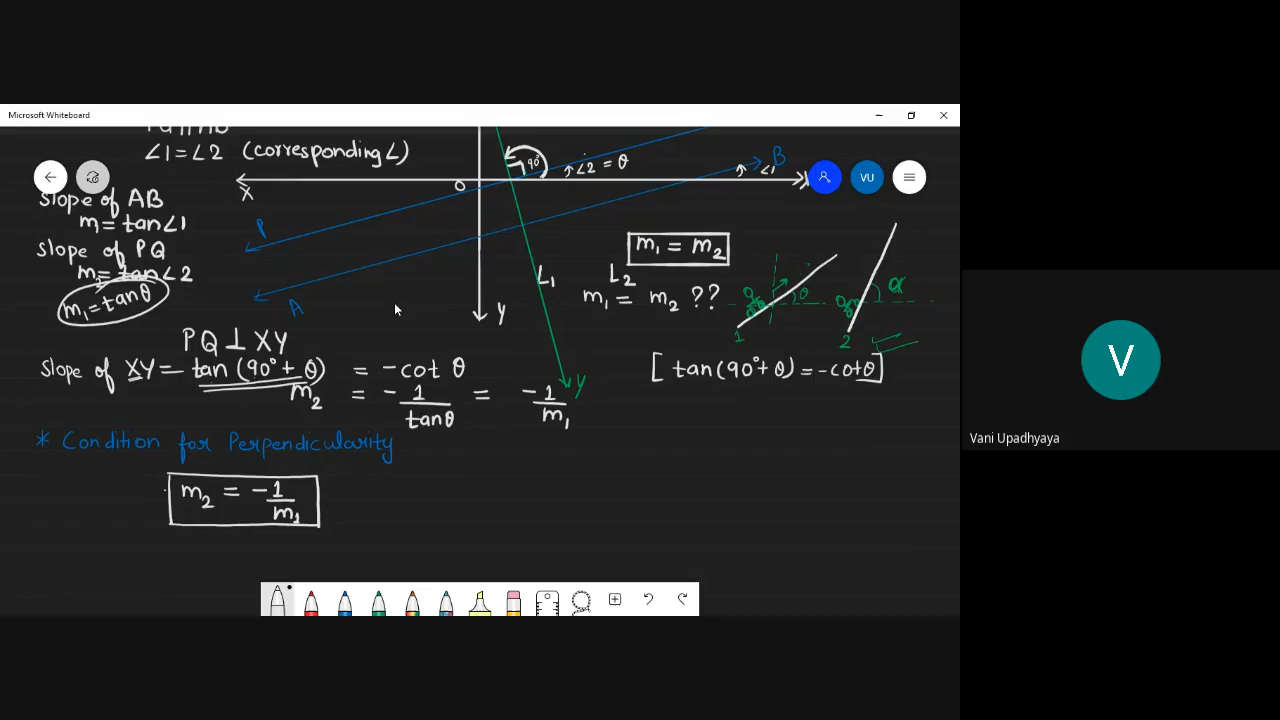 Microsoft Whiteboard
∠1 = ∠2 (corresponding ∠)
Slope of AB
m = tan∠1
Slope of PQ
m = tan∠2
m₁ = tanθ
90°
∠2 = θ
∠1
B
X
O
P
A
L₁
Y
VU
m₁ = m₂
L₂
m₁ = m₂ ??
θ
α
1
2
PQ ⊥ XY
Slope of XY = tan (90° + θ) = -cot θ
[ tan(90° + θ) = -cotθ ]
m₂ = - 1/tanθ = -1/m₁
Y
* Condition for Perpendicularity
m₂ = -1/m₁
V
Vani Upadhyaya